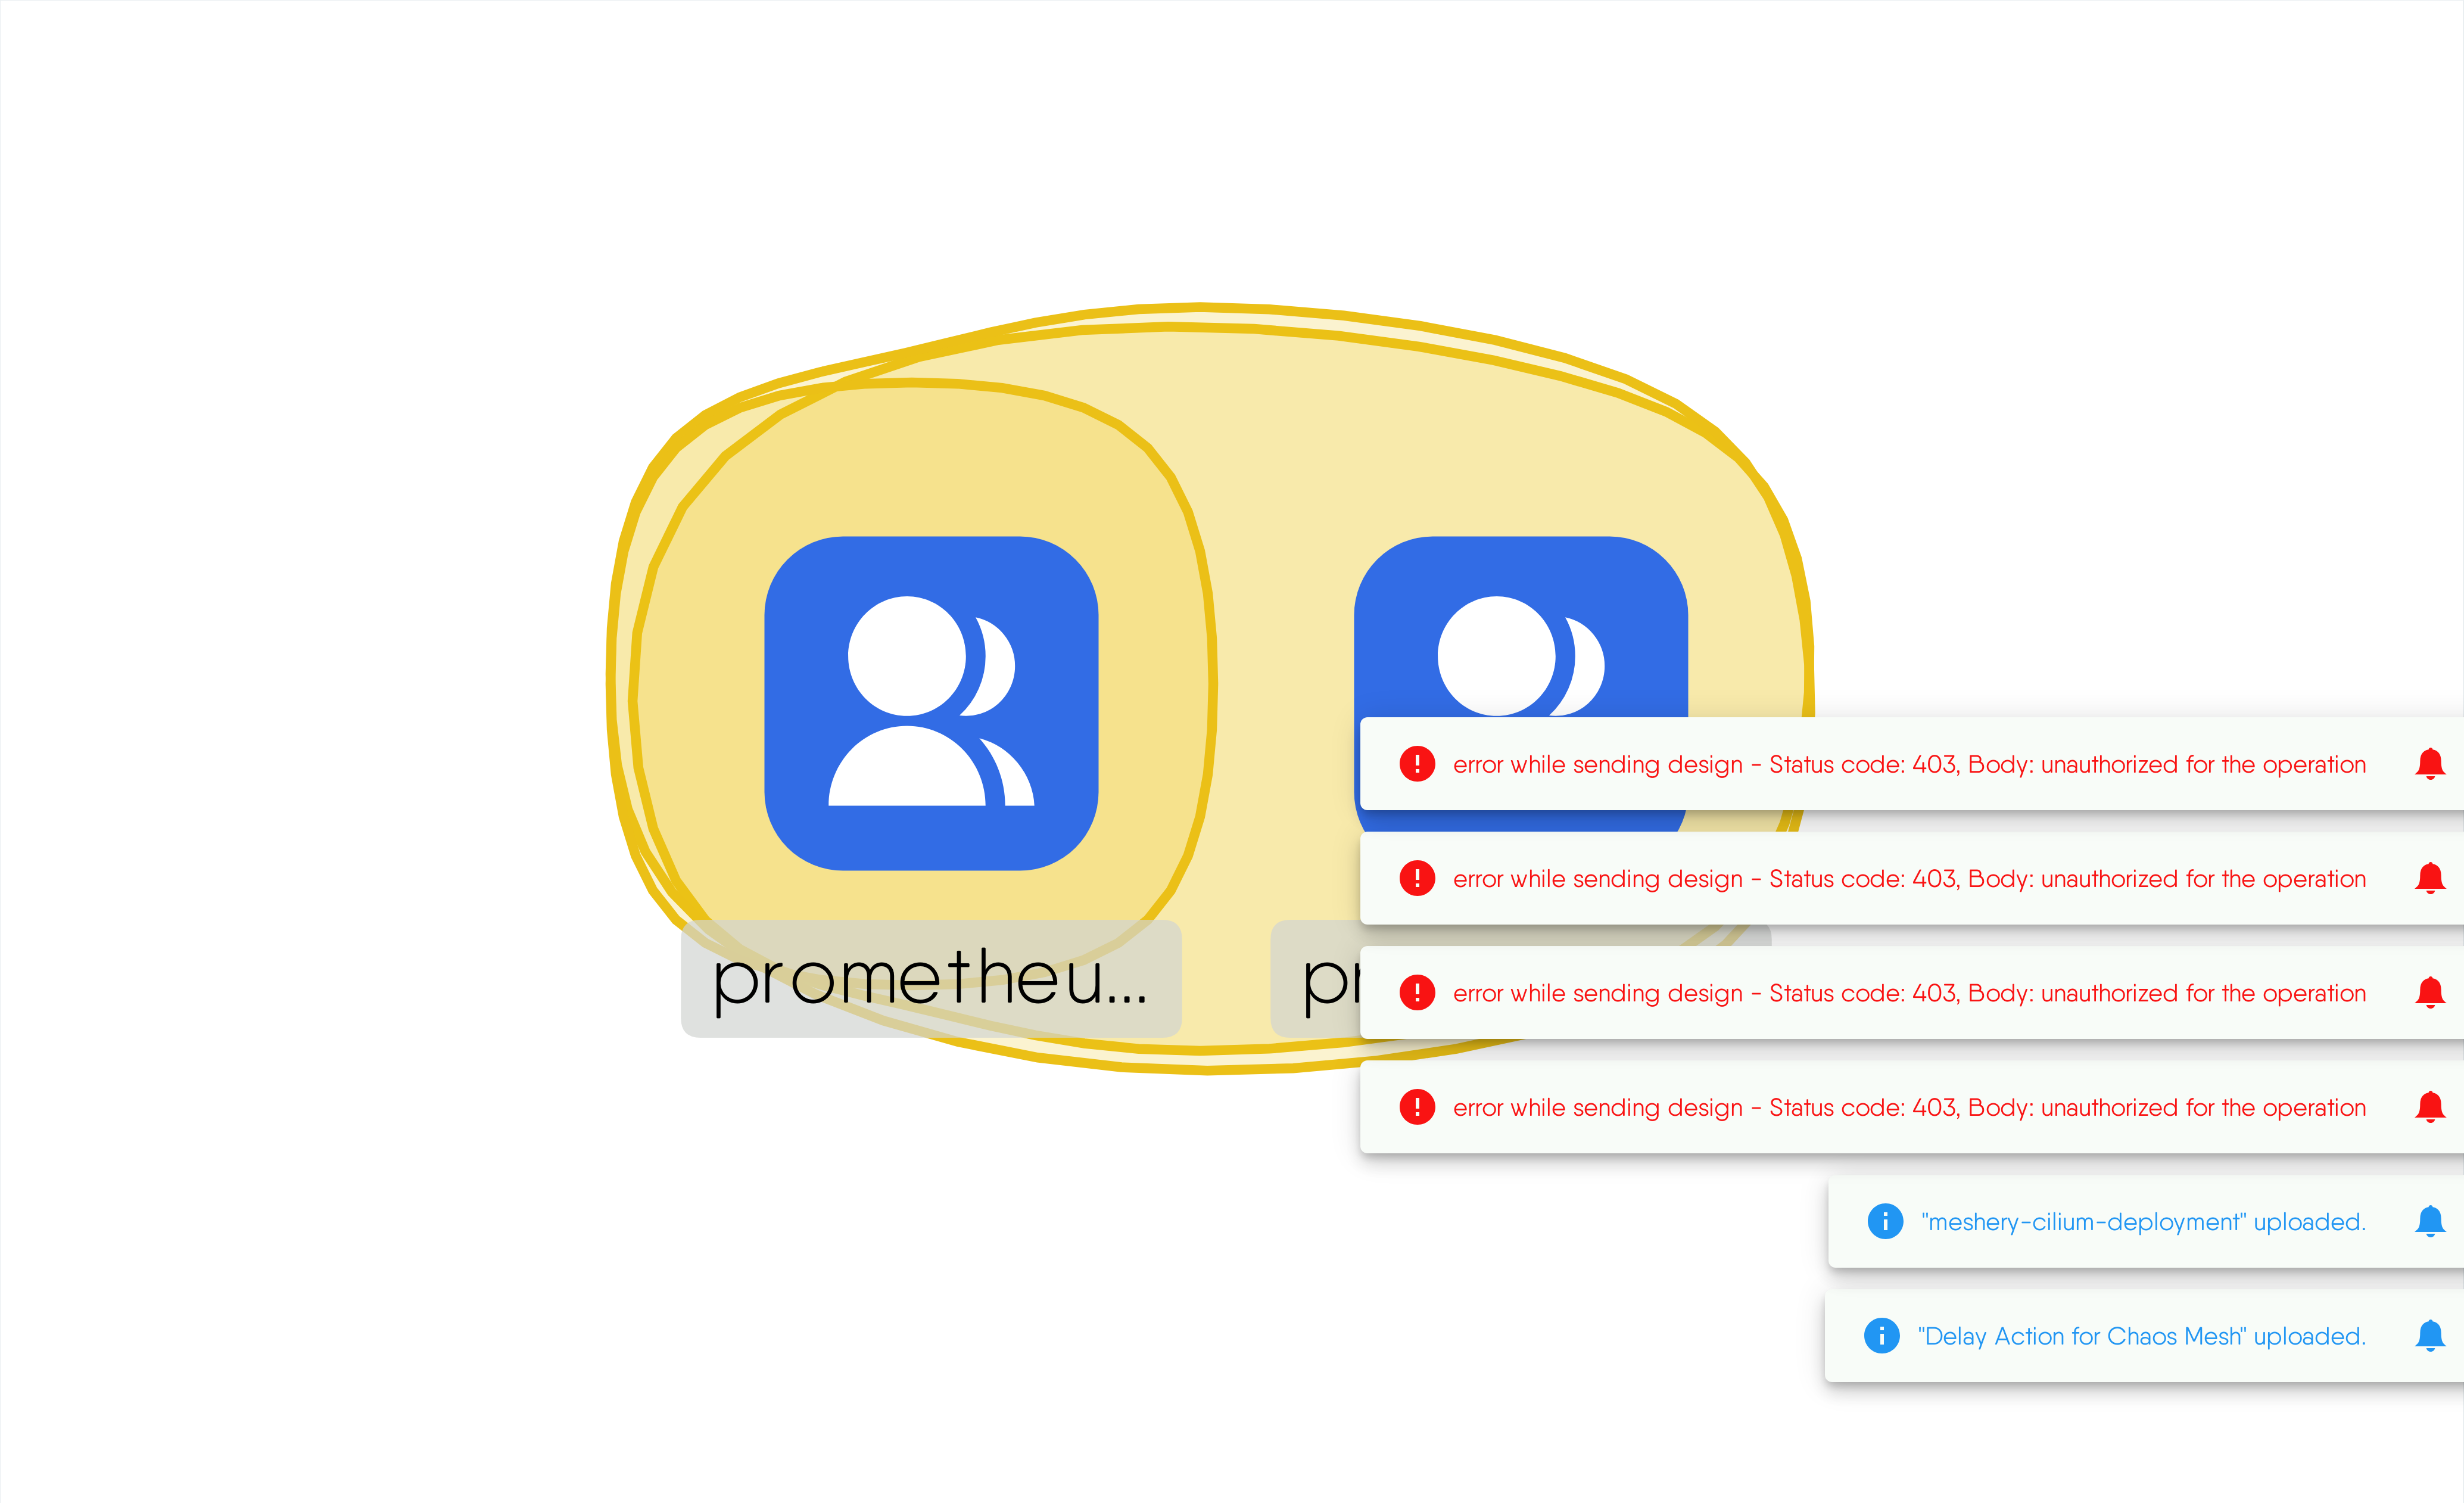 error while sending design - Status code: 403, Body: unauthorized for the operation
error while sending design - Status code: 403, Body: unauthorized for the operation
prometheu...
pr
error while sending design - Status code: 403, Body: unauthorized for the operation
error while sending design - Status code: 403, Body: unauthorized for the operation
"meshery-cilium-deployment" uploaded.
"Delay Action for Chaos Mesh" uploaded.